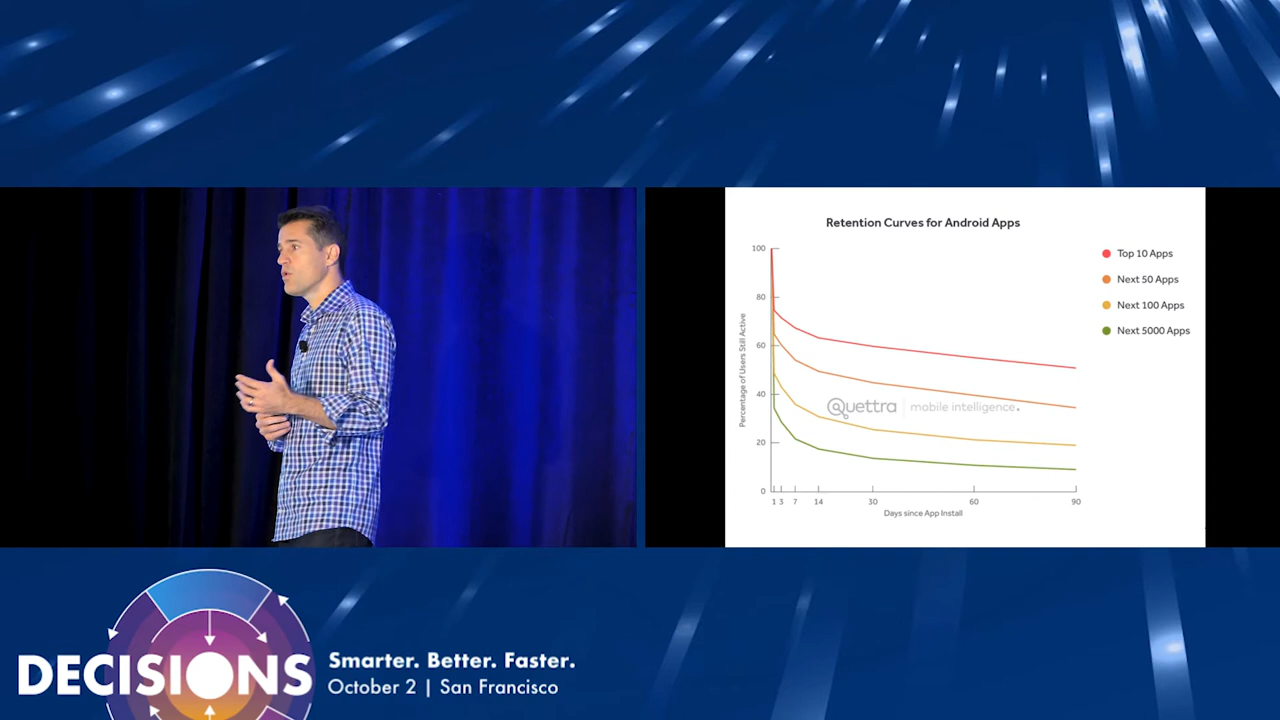 Retention Curves for Android Apps
100
80
60
40
20
0
Percentage of Users Still Active
1 3 7 14 30 60 90
Days since App Install
Top 10 Apps
Next 50 Apps
Next 100 Apps
Next 5000 Apps
Quettra | mobile intelligence.
DECISIONS
Smarter. Better. Faster.
October 2 | San Francisco